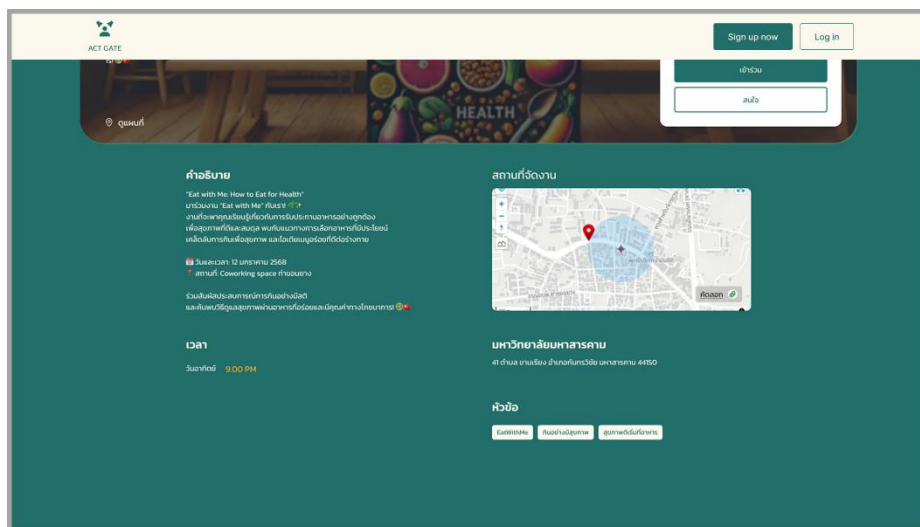 ACT GATE
Sign up now
Log in
เข้าร่วม
สนใจ
HEALTH
ดูแผนที่
คำอธิบาย
"Eat with Me: How to Eat for Health"
มาร่วมงาน "Eat with Me" กับเรา!
งานที่จะพาคุณเรียนรู้เกี่ยวกับการรับประทานอาหารอย่างถูกต้อง
เพื่อสุขภาพที่ดีและสมดุล พบกับแนวทางการเลือกอาหารที่มีประโยชน์
เคล็ดลับการกินเพื่อสุขภาพ และไอเดียเมนูอร่อยที่ดีต่อร่างกาย
วันและเวลา: 12 มกราคม 2568
สถานที่: Coworking space ท่าขอนยาง
ร่วมสัมผัสประสบการณ์การกินอย่างมีสติ
และค้นพบวิธีดูแลสุขภาพผ่านอาหารที่อร่อยและมีคุณค่าทางโภชนาการ!
เวลา
วันอาทิตย์ 9.00 PM
สถานที่จัดงาน
คัดลอก
มหาวิทยาลัยมหาสารคาม
41 ตำบล ขามเรียง อำเภอกันทรวิชัย มหาสารคาม 44150
หัวข้อ
EatWithMe
กินอย่างมีสุขภาพ
สุขภาพดีเริ่มที่อาหาร